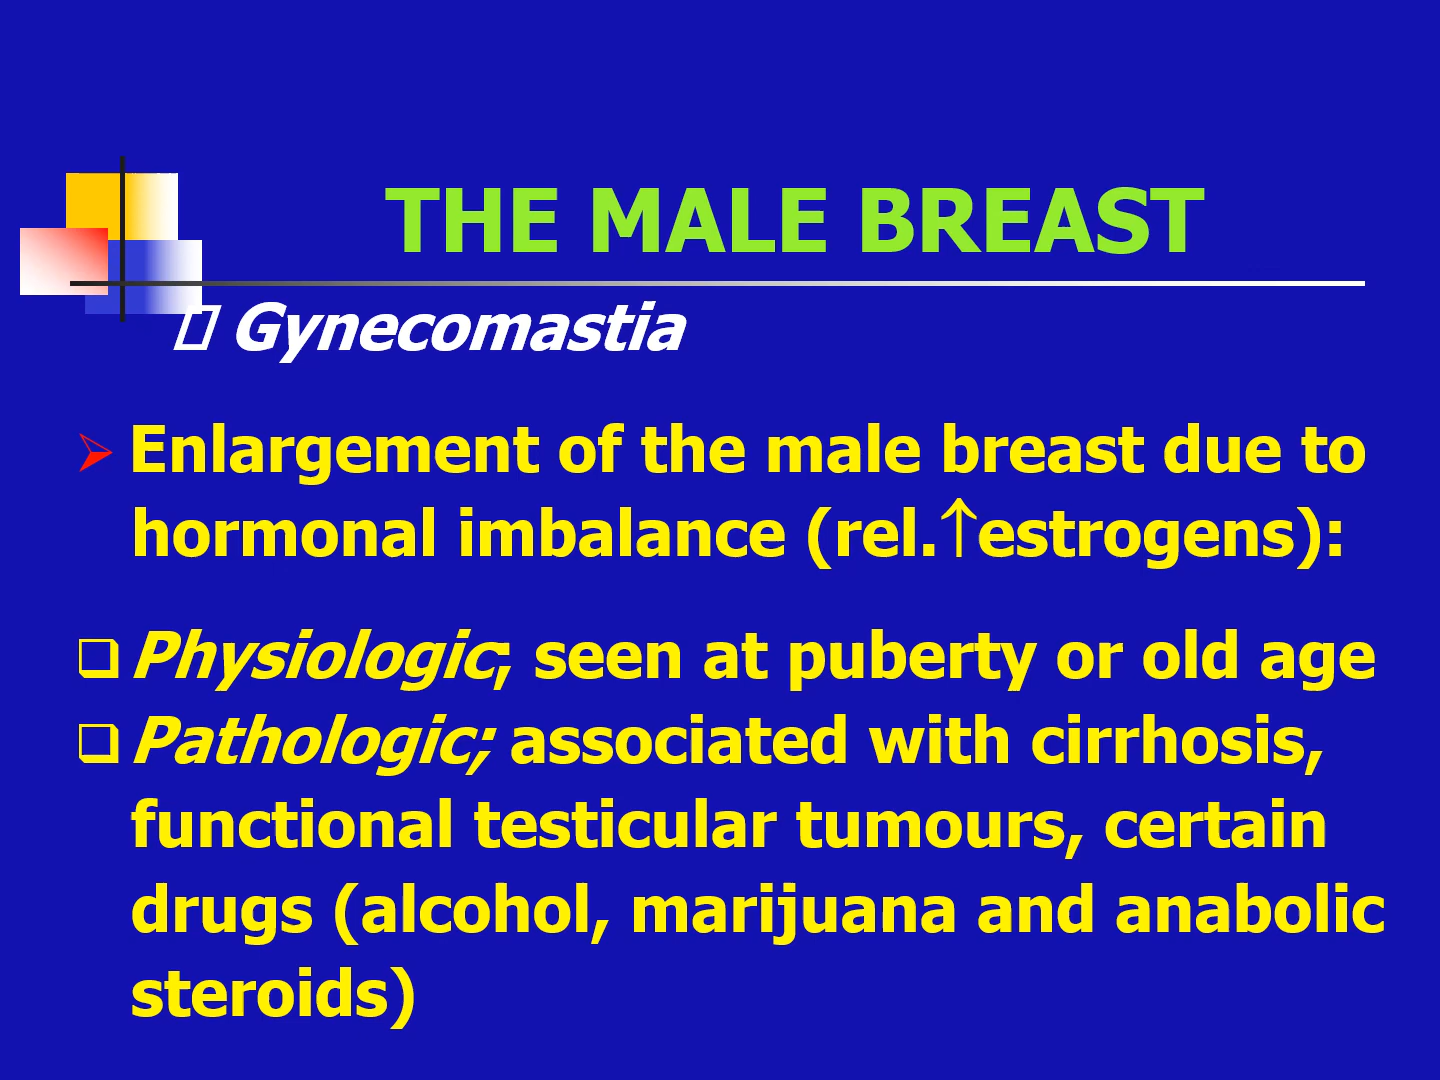 THE MALE BREAST
Gynecomastia
Enlargement of the male breast due to
hormonal imbalance (rel.↑estrogens):
Physiologic; seen at puberty or old age
Pathologic; associated with cirrhosis,
functional testicular tumours, certain
drugs (alcohol, marijuana and anabolic
steroids)